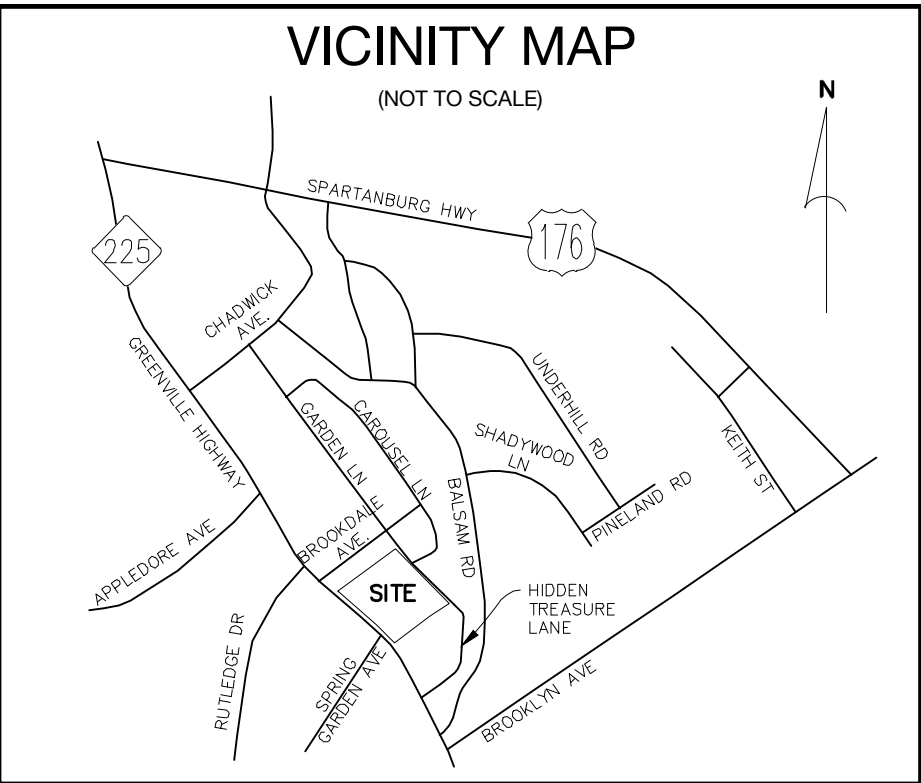 VICINITY MAP
(NOT TO SCALE)
N
SPARTANBURG HWY
176
225
CHADWICK
AVE.
GREENVILLE HIGHWAY
GARDEN LN
CAROUSEL LN
UNDERHILL RD
SHADYWOOD
LN
KEITH ST
BALSAM RD
PINELAND RD
BROOKDALE
AVE.
APPLEDORE AVE
SITE
HIDDEN
TREASURE
LANE
RUTLEDGE DR
SPRING
GARDEN AVE
BROOKLYN AVE